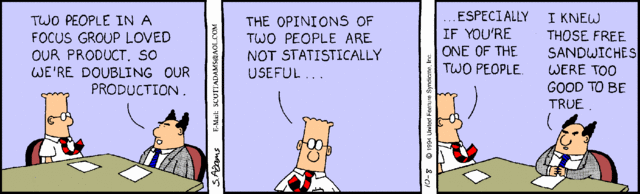 TWO PEOPLE IN A
FOCUS GROUP LOVED
OUR PRODUCT. SO
WE'RE DOUBLING OUR
PRODUCTION.
E-Mail: SCOTTADAMS@AOL.COM
S.Adams
THE OPINIONS OF
TWO PEOPLE ARE
NOT STATISTICALLY
USEFUL...
© 1994 United Feature Syndicate, Inc.
10-8
...ESPECIALLY
IF YOU'RE
ONE OF THE
TWO PEOPLE.
I KNEW
THOSE FREE
SANDWICHES
WERE TOO
GOOD TO BE
TRUE.